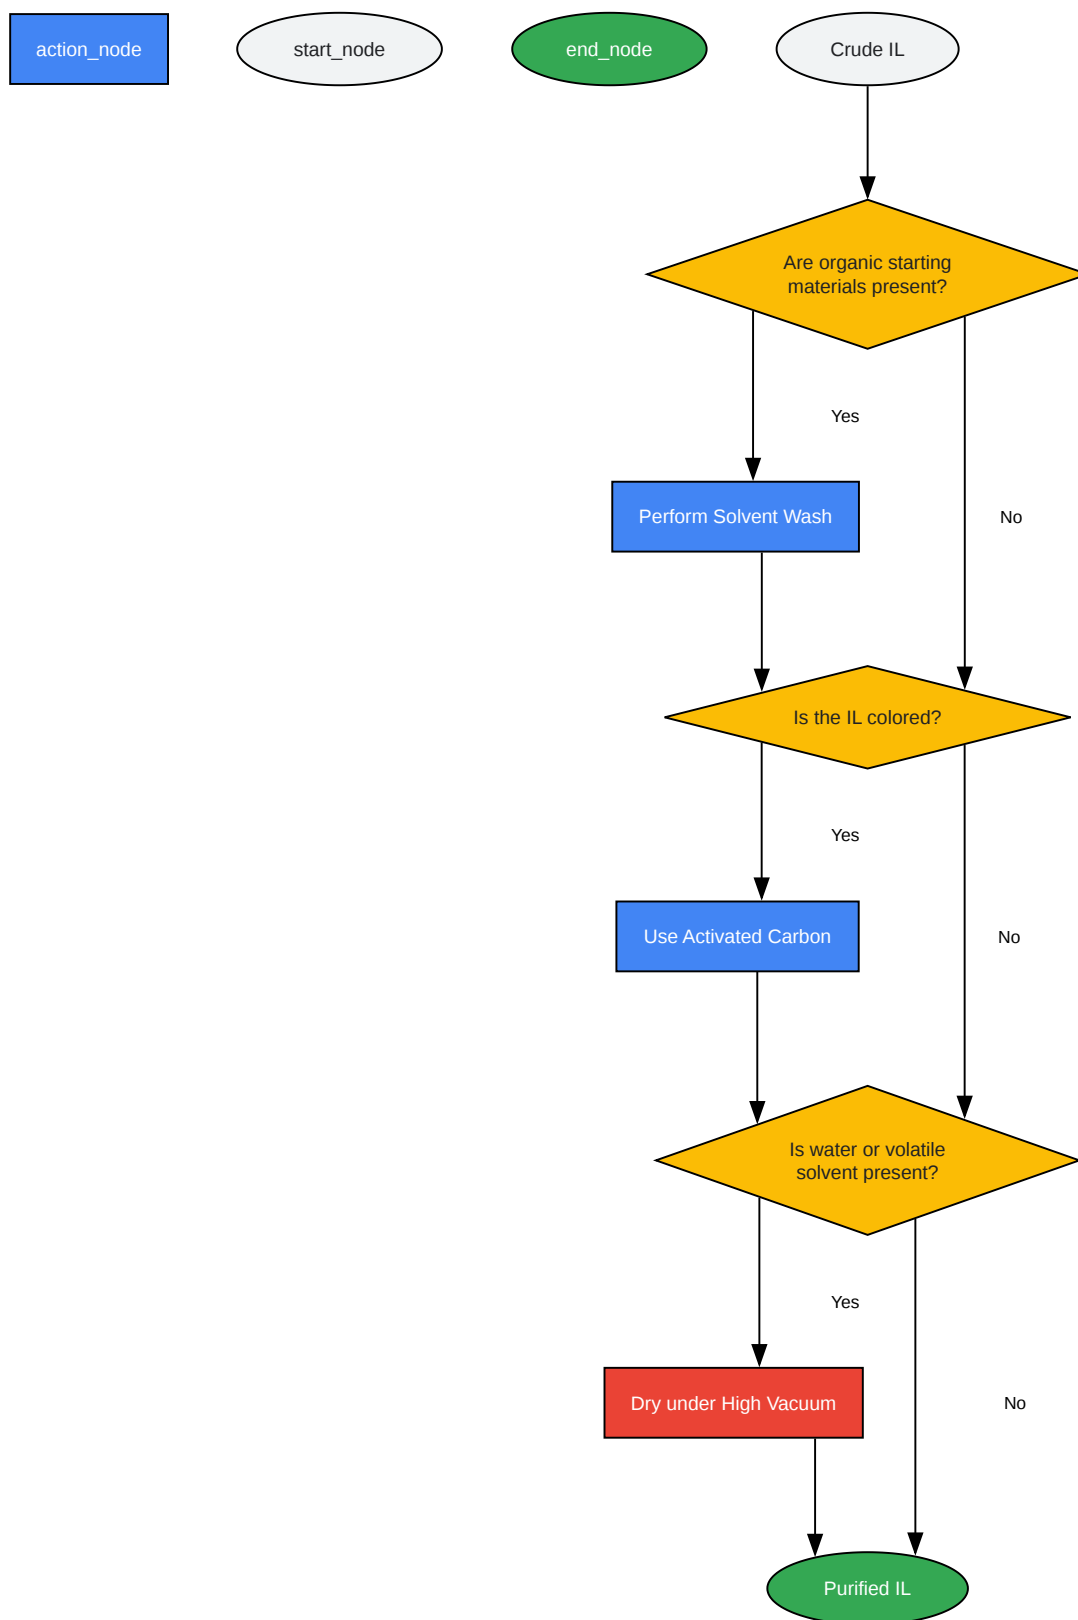 action_node
start_node
end_node
Crude IL
Are organic starting
materials present?
Yes
Perform Solvent Wash
No
Is the IL colored?
Yes
Use Activated Carbon
No
Is water or volatile
solvent present?
Yes
Dry under High Vacuum
No
Purified IL